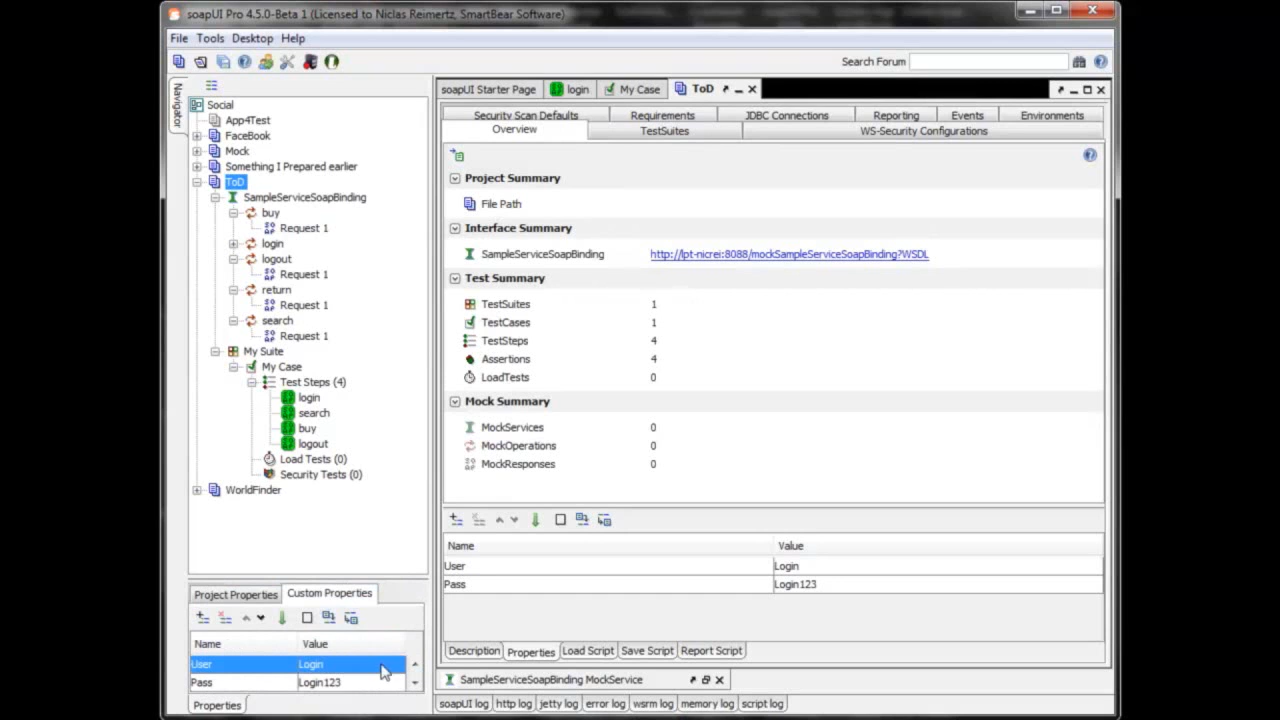 soapUI Pro 4.5.0-Beta 1 (Licensed to Niclas Reimertz, SmartBear Software)
File Tools Desktop Help
Search Forum
Navigator
soapUI Starter Page login My Case ToD
Social
App4Test
FaceBook
Mock
Something I Prepared earlier
ToD
SampleServiceSoapBinding
buy
Request 1
login
logout
Request 1
return
Request 1
search
Request 1
My Suite
My Case
Test Steps (4)
login
search
buy
logout
Load Tests (0)
Security Tests (0)
WorldFinder
Security Scan Defaults Requirements JDBC Connections Reporting Events Environments
Overview TestSuites WS-Security Configurations
Project Summary
File Path
Interface Summary
SampleServiceSoapBinding http://lpt-nicrei:8088/mockSampleServiceSoapBinding?WSDL
Test Summary
TestSuites 1
TestCases 1
TestSteps 4
Assertions 4
LoadTests 0
Mock Summary
MockServices 0
MockOperations 0
MockResponses 0
Name Value
User Login
Pass Login123
Description Properties Load Script Save Script Report Script
Project Properties Custom Properties
Name Value
User Login
Pass Login123
Properties
SampleServiceSoapBinding MockService
soapUI log http log jetty log error log wsrm log memory log script log